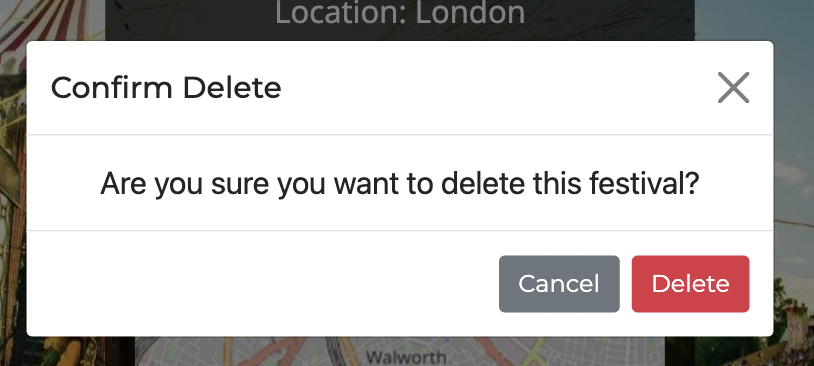 Location: London
Confirm Delete
Are you sure you want to delete this festival?
Cancel Delete
Walworth